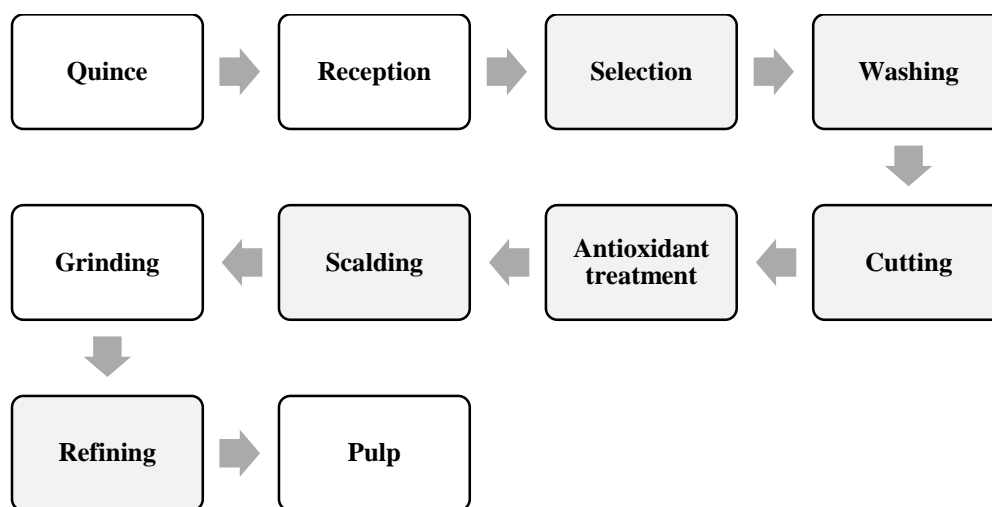 Quince
Reception
Selection
Washing
Cutting
Antioxidant
treatment
Scalding
Grinding
Refining
Pulp